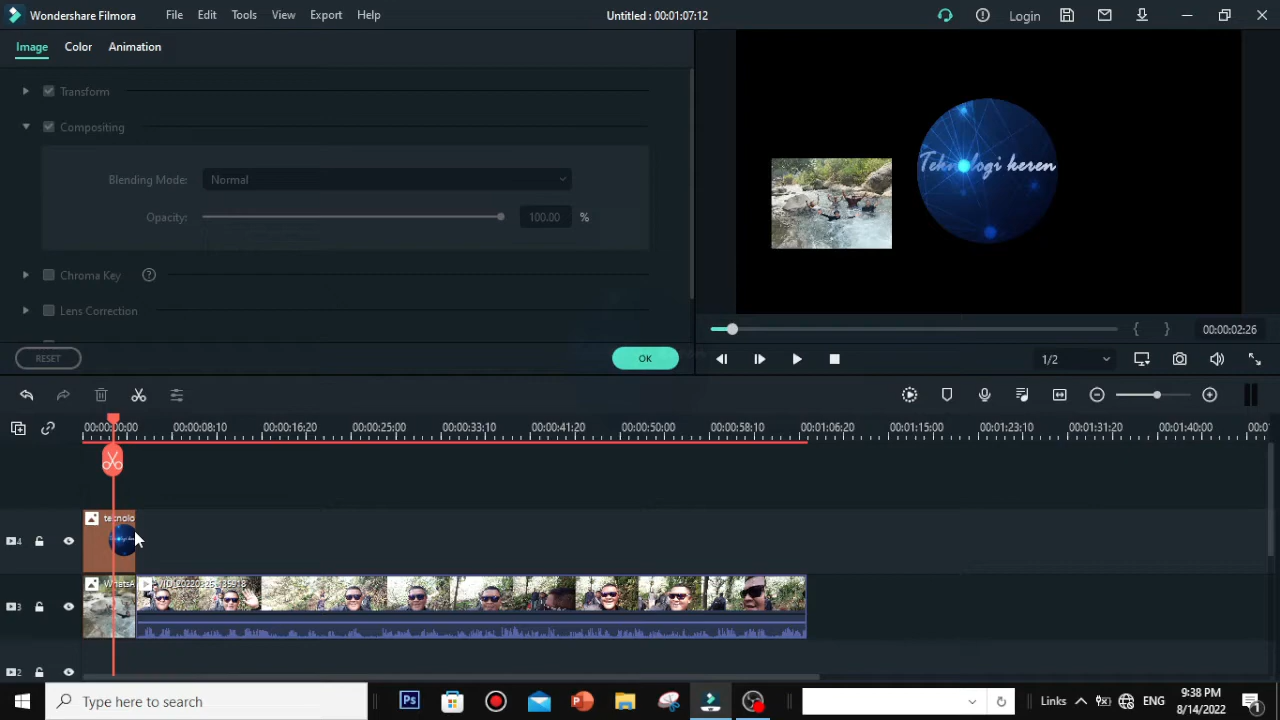 Wondershare Filmora File Edit Tools View Export Help Untitled : 00:01:07:12 Login
Image Color Animation
Transform
Compositing
Blending Mode: Normal
Opacity: 100.00 %
Chroma Key ?
Lens Correction
RESET OK
Teknologi keren
00:00:02:26
1/2
00:00:00:00 00:00:08:10 00:00:16:20 00:00:25:00 00:00:33:10 00:00:41:20 00:00:50:00 00:00:58:10 00:01:06:20 00:01:15:00 00:01:23:10 00:01:31:20 00:01:40:00
teknolo
4
WhatsA
3
2
Type here to search Ps Links ENG 9:38 PM
8/14/2022